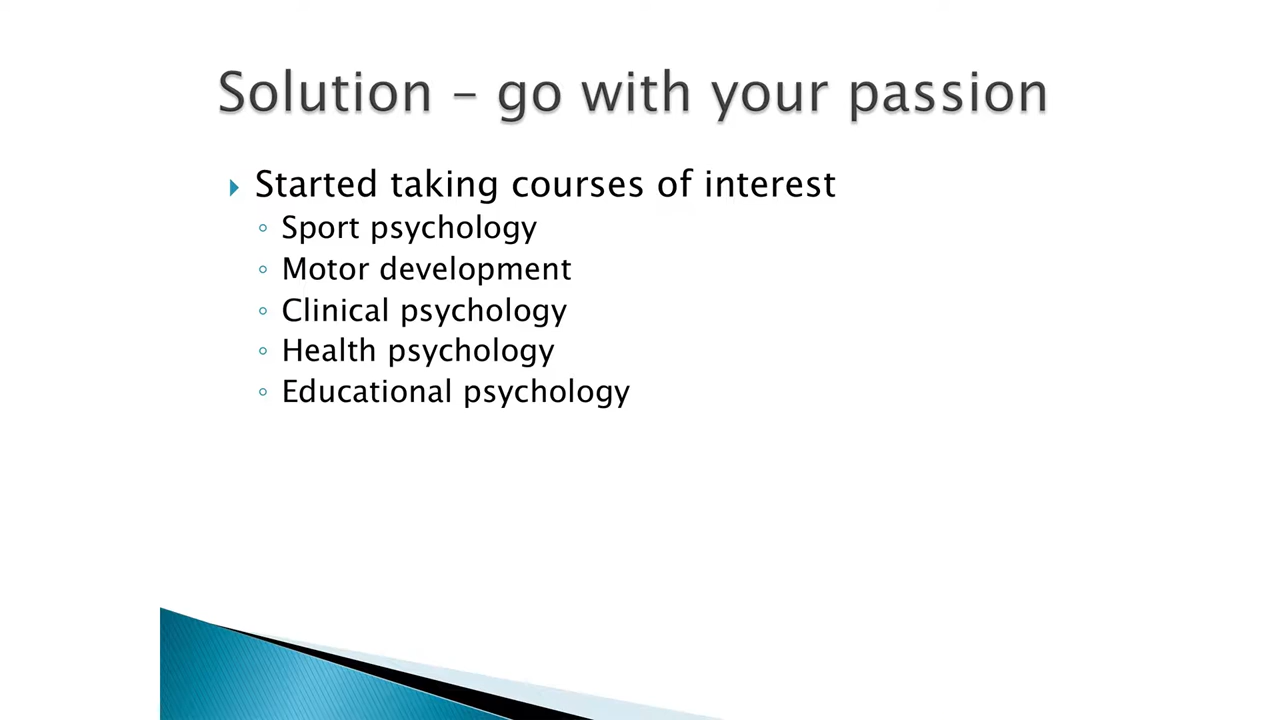 Solution – go with your passion
Started taking courses of interest
Sport psychology
Motor development
Clinical psychology
Health psychology
Educational psychology